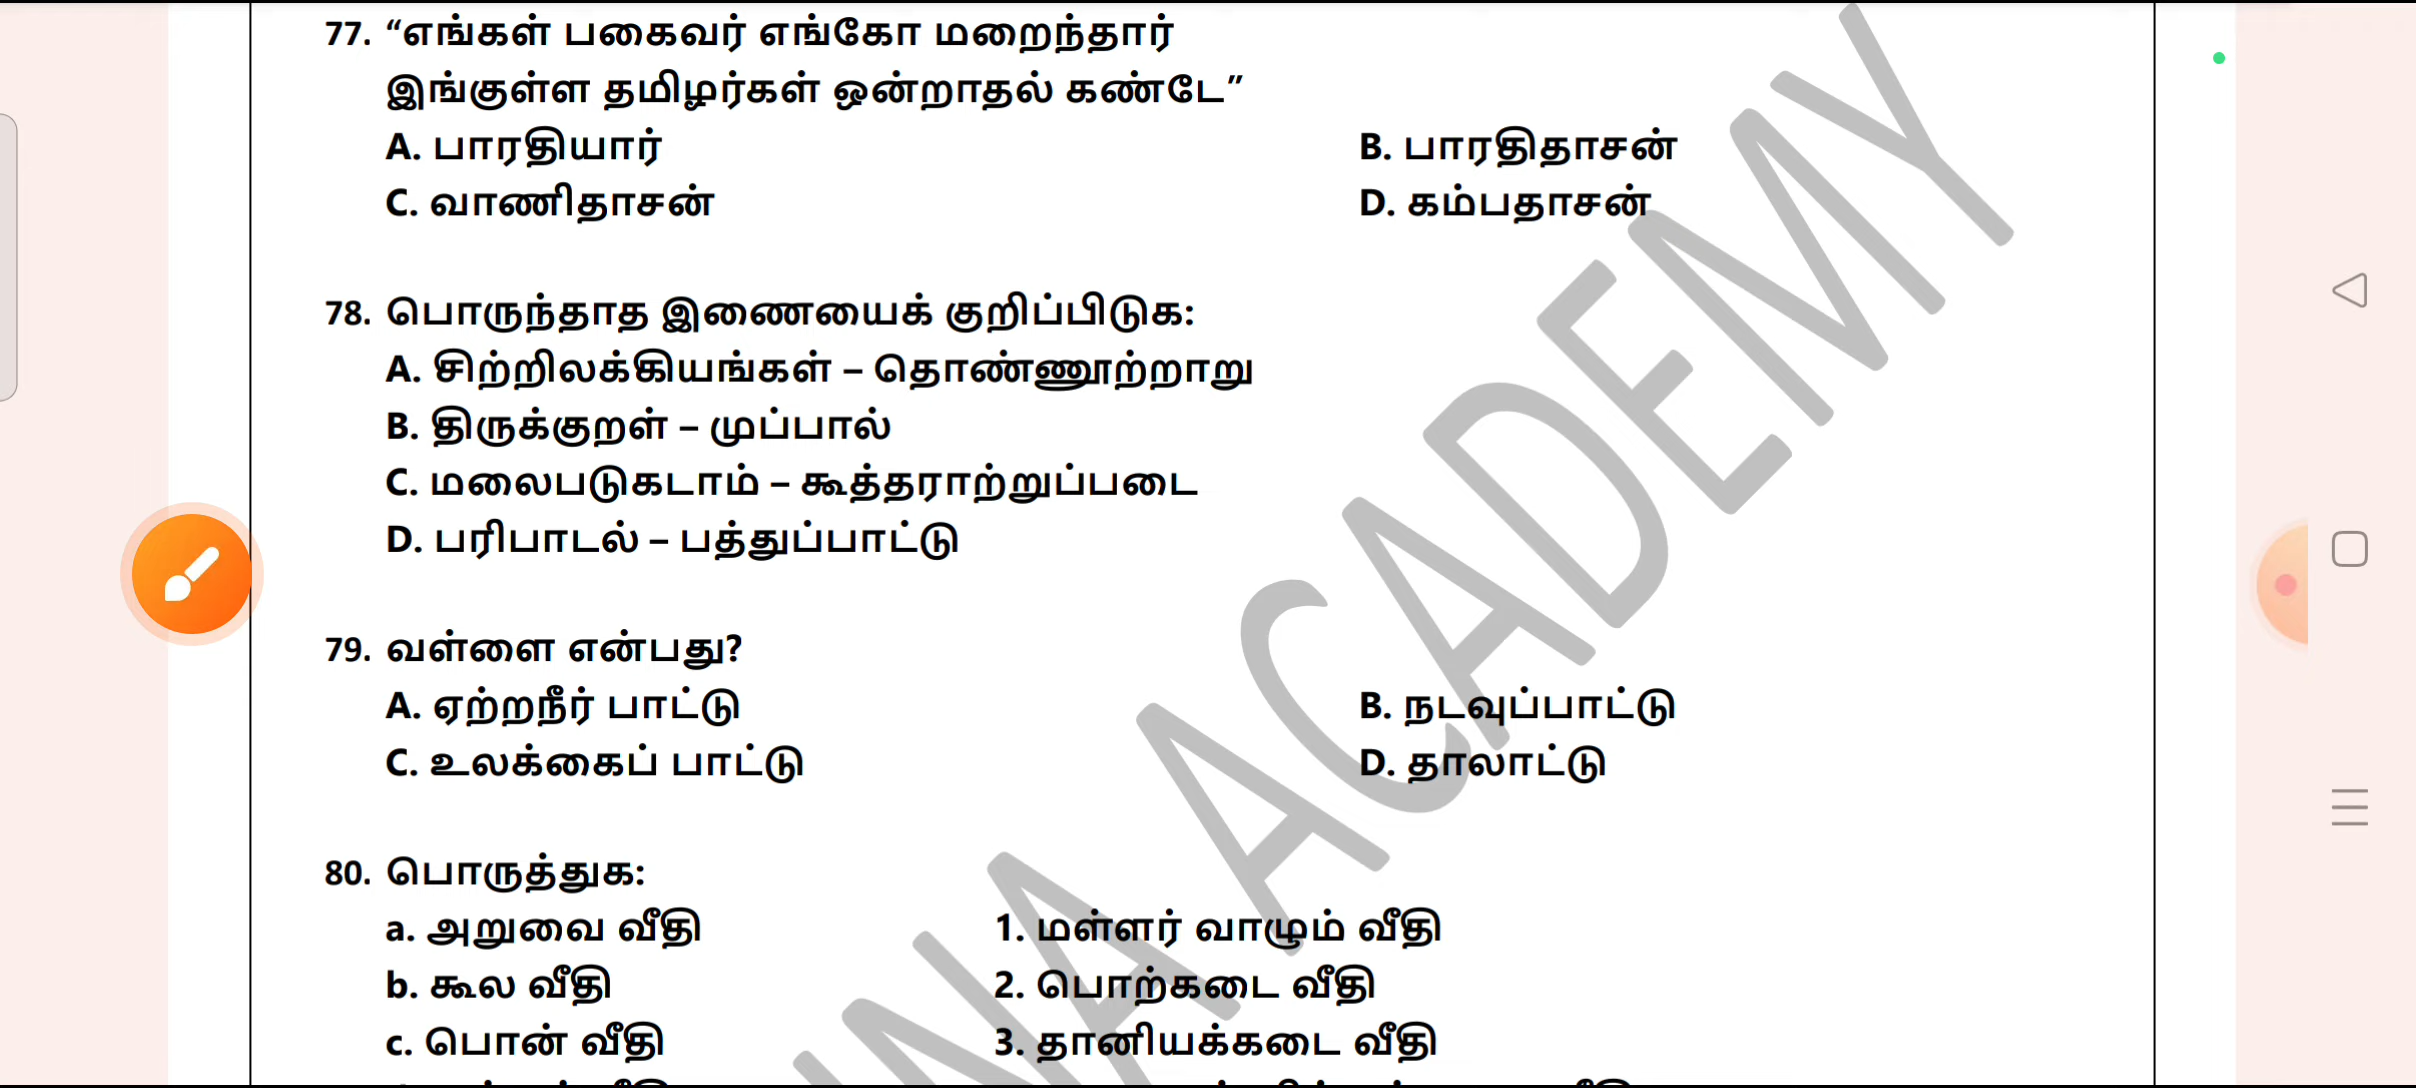 77. “எங்கள் பகைவர் எங்கோ மறைந்தார்
இங்குள்ள தமிழர்கள் ஒன்றாதல் கண்டே”
A. பாரதியார் B. பாரதிதாசன்
C. வாணிதாசன் D. கம்பதாசன்
78. பொருந்தாத இணையைக் குறிப்பிடுக:
A. சிற்றிலக்கியங்கள் – தொண்ணூற்றாறு
B. திருக்குறள் – முப்பால்
C. மலைபடுகடாம் – கூத்தராற்றுப்படை
D. பரிபாடல் – பத்துப்பாட்டு
79. வள்ளை என்பது?
A. ஏற்றநீர் பாட்டு B. நடவுப்பாட்டு
C. உலக்கைப் பாட்டு D. தாலாட்டு
80. பொருத்துக:
a. அறுவை வீதி 1. மள்ளர் வாழும் வீதி
b. கூல வீதி 2. பொற்கடை வீதி
c. பொன் வீதி 3. தானியக்கடை வீதி
ACADEMY